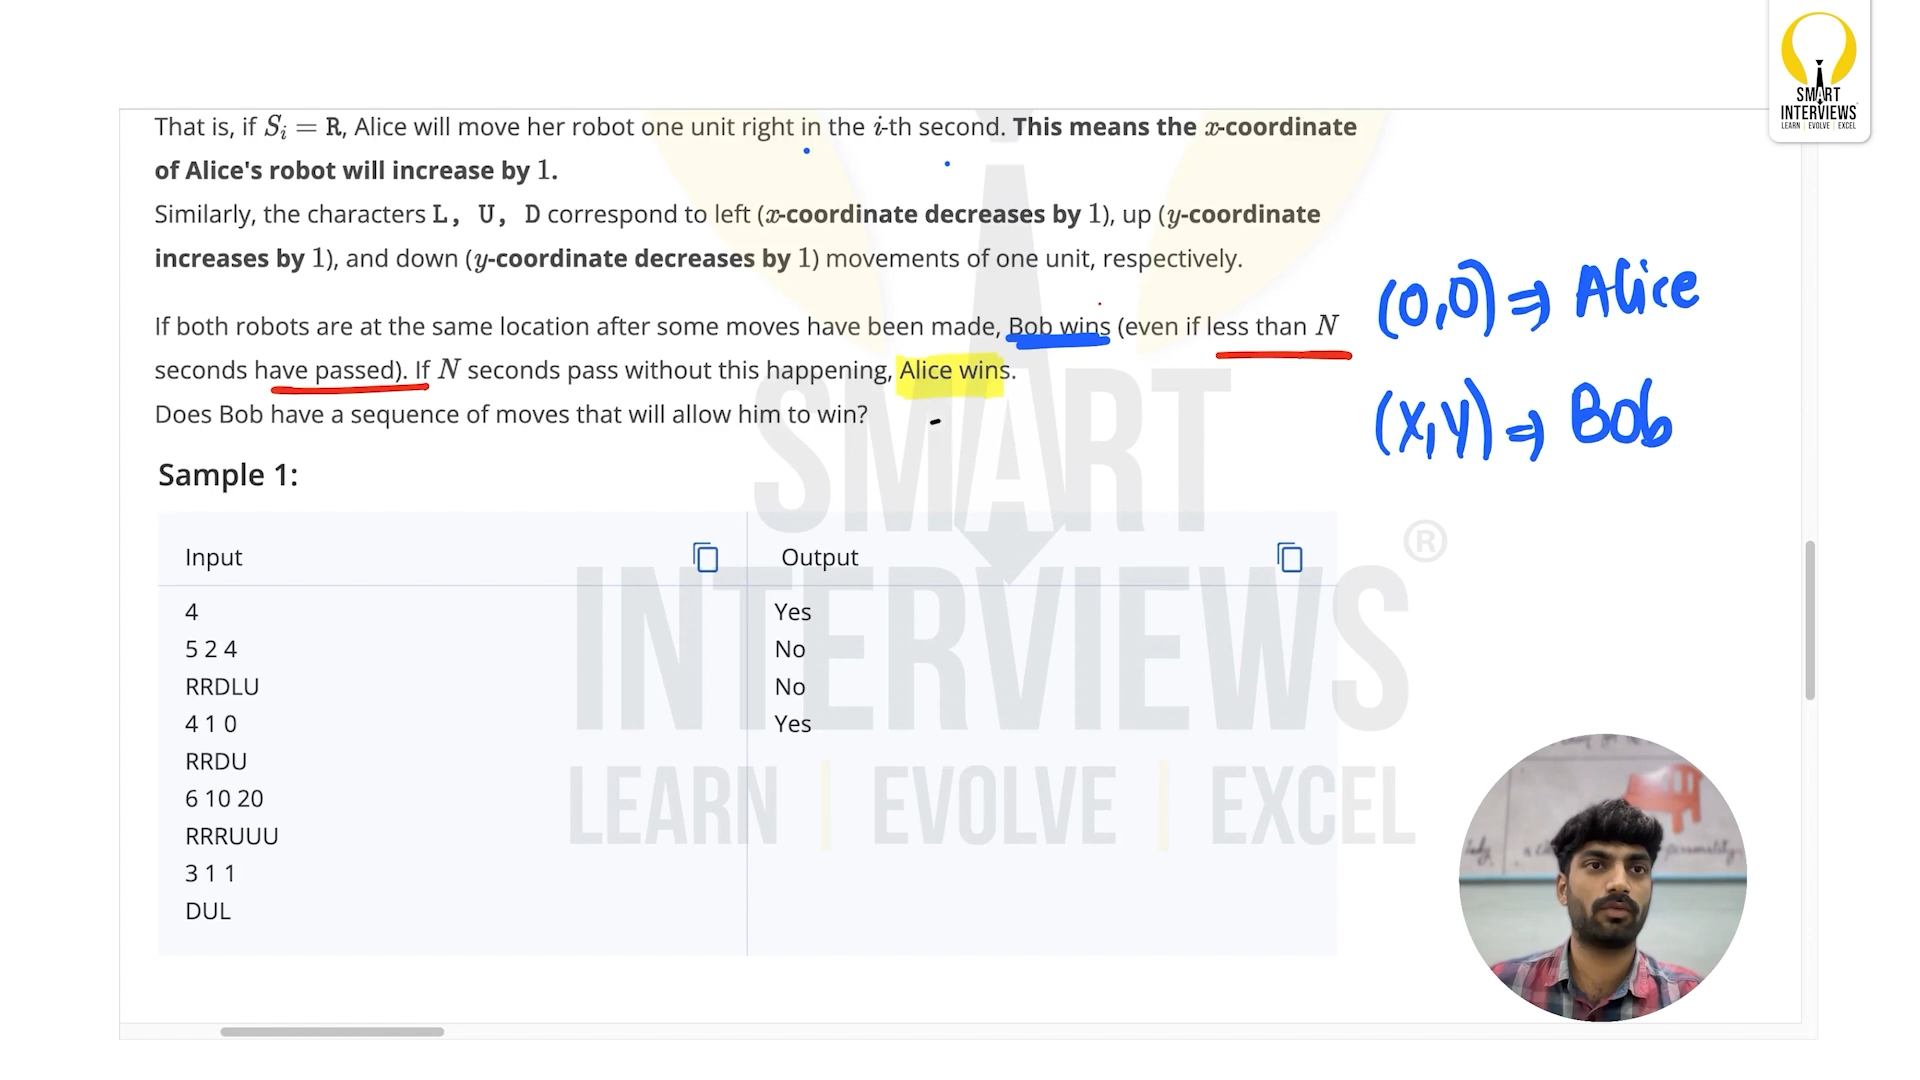 SMART
INTERVIEWS
LEARN | EVOLVE | EXCEL
That is, if Si = R, Alice will move her robot one unit right in the i-th second. This means the x-coordinate
of Alice's robot will increase by 1.
Similarly, the characters L, U, D correspond to left (x-coordinate decreases by 1), up (y-coordinate
increases by 1), and down (y-coordinate decreases by 1) movements of one unit, respectively.
(0,0) ⇒ Alice
If both robots are at the same location after some moves have been made, Bob wins (even if less than N
seconds have passed). If N seconds pass without this happening, Alice wins.
(X,Y) ⇒ Bob
Does Bob have a sequence of moves that will allow him to win?
Sample 1:
Input
Output
4
5 2 4
RRDLU
4 1 0
RRDU
6 10 20
RRRUUU
3 1 1
DUL
Yes
No
No
Yes
SMART
INTERVIEWS®
LEARN | EVOLVE | EXCEL